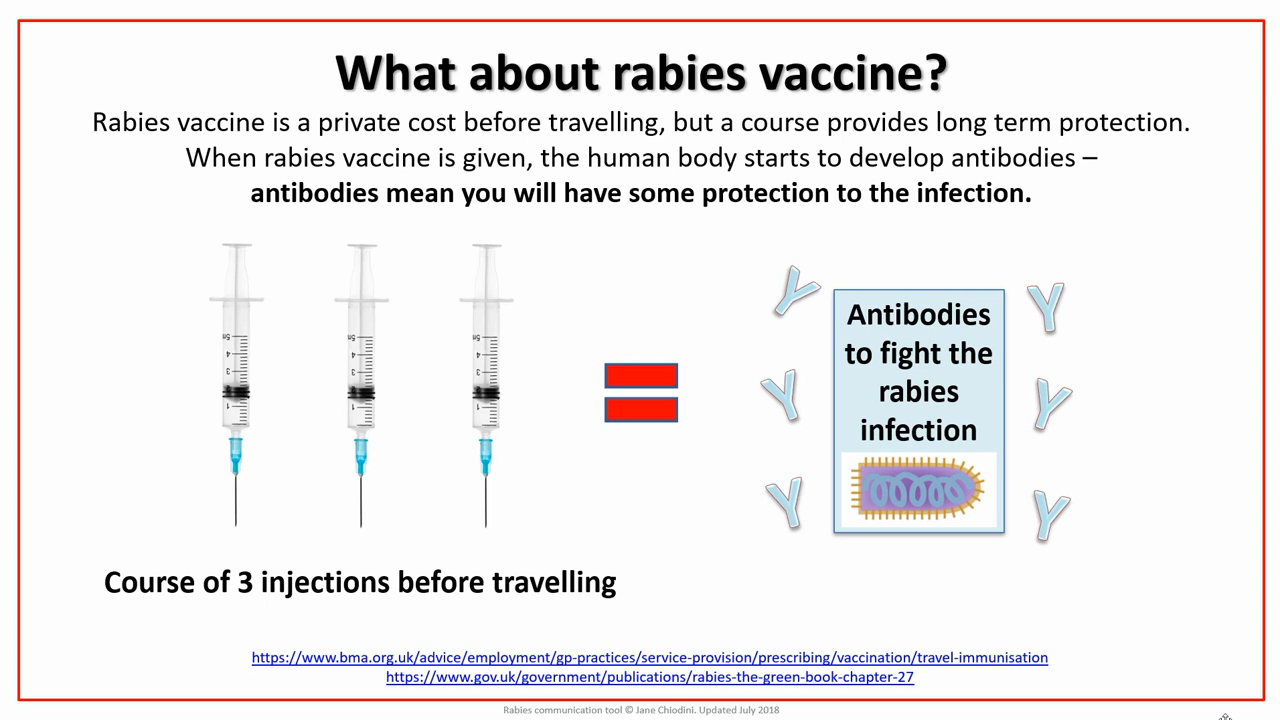 What about rabies vaccine?
Rabies vaccine is a private cost before travelling, but a course provides long term protection.
When rabies vaccine is given, the human body starts to develop antibodies –
antibodies mean you will have some protection to the infection.
Antibodies
to fight the
rabies
infection
Course of 3 injections before travelling
https://www.bma.org.uk/advice/employment/gp-practices/service-provision/prescribing/vaccination/travel-immunisation
https://www.gov.uk/government/publications/rabies-the-green-book-chapter-27
Rabies communication tool © Jane Chiodini. Updated July 2018